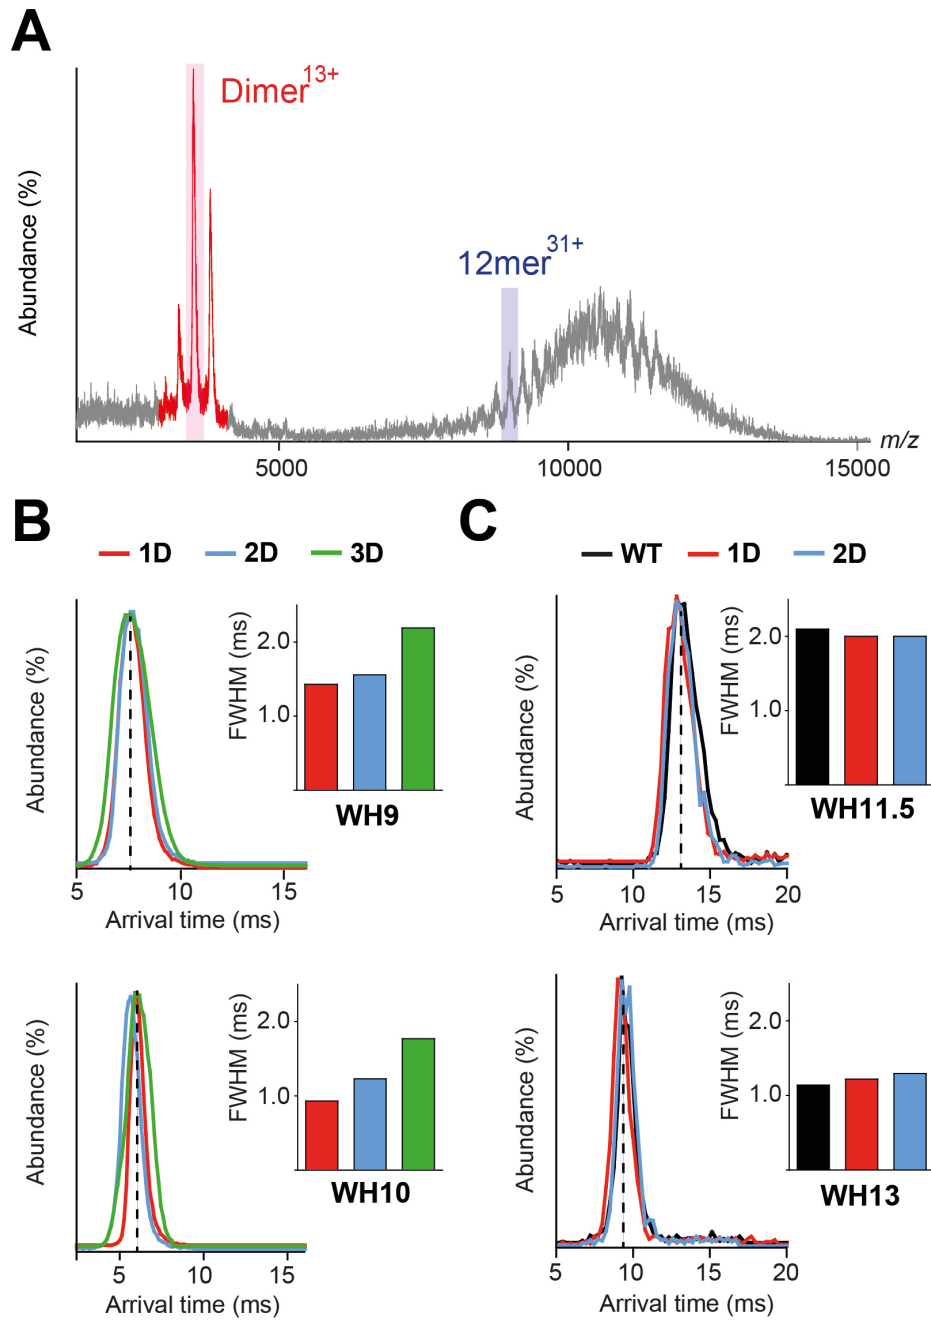 A
Dimer13+
12mer31+
Abundance (%)
m/z
5000 10000 15000
B
1D 2D 3D
Abundance (%)
FWHM (ms)
2.0
1.0
WH9
5 10 15
Arrival time (ms)
Abundance (%)
FWHM (ms)
2.0
1.0
WH10
5 10 15
Arrival time (ms)
C
WT 1D 2D
Abundance (%)
FWHM (ms)
2.0
1.0
WH11.5
5 10 15 20
Arrival time (ms)
Abundance (%)
FWHM (ms)
2.0
1.0
WH13
5 10 15 20
Arrival time (ms)